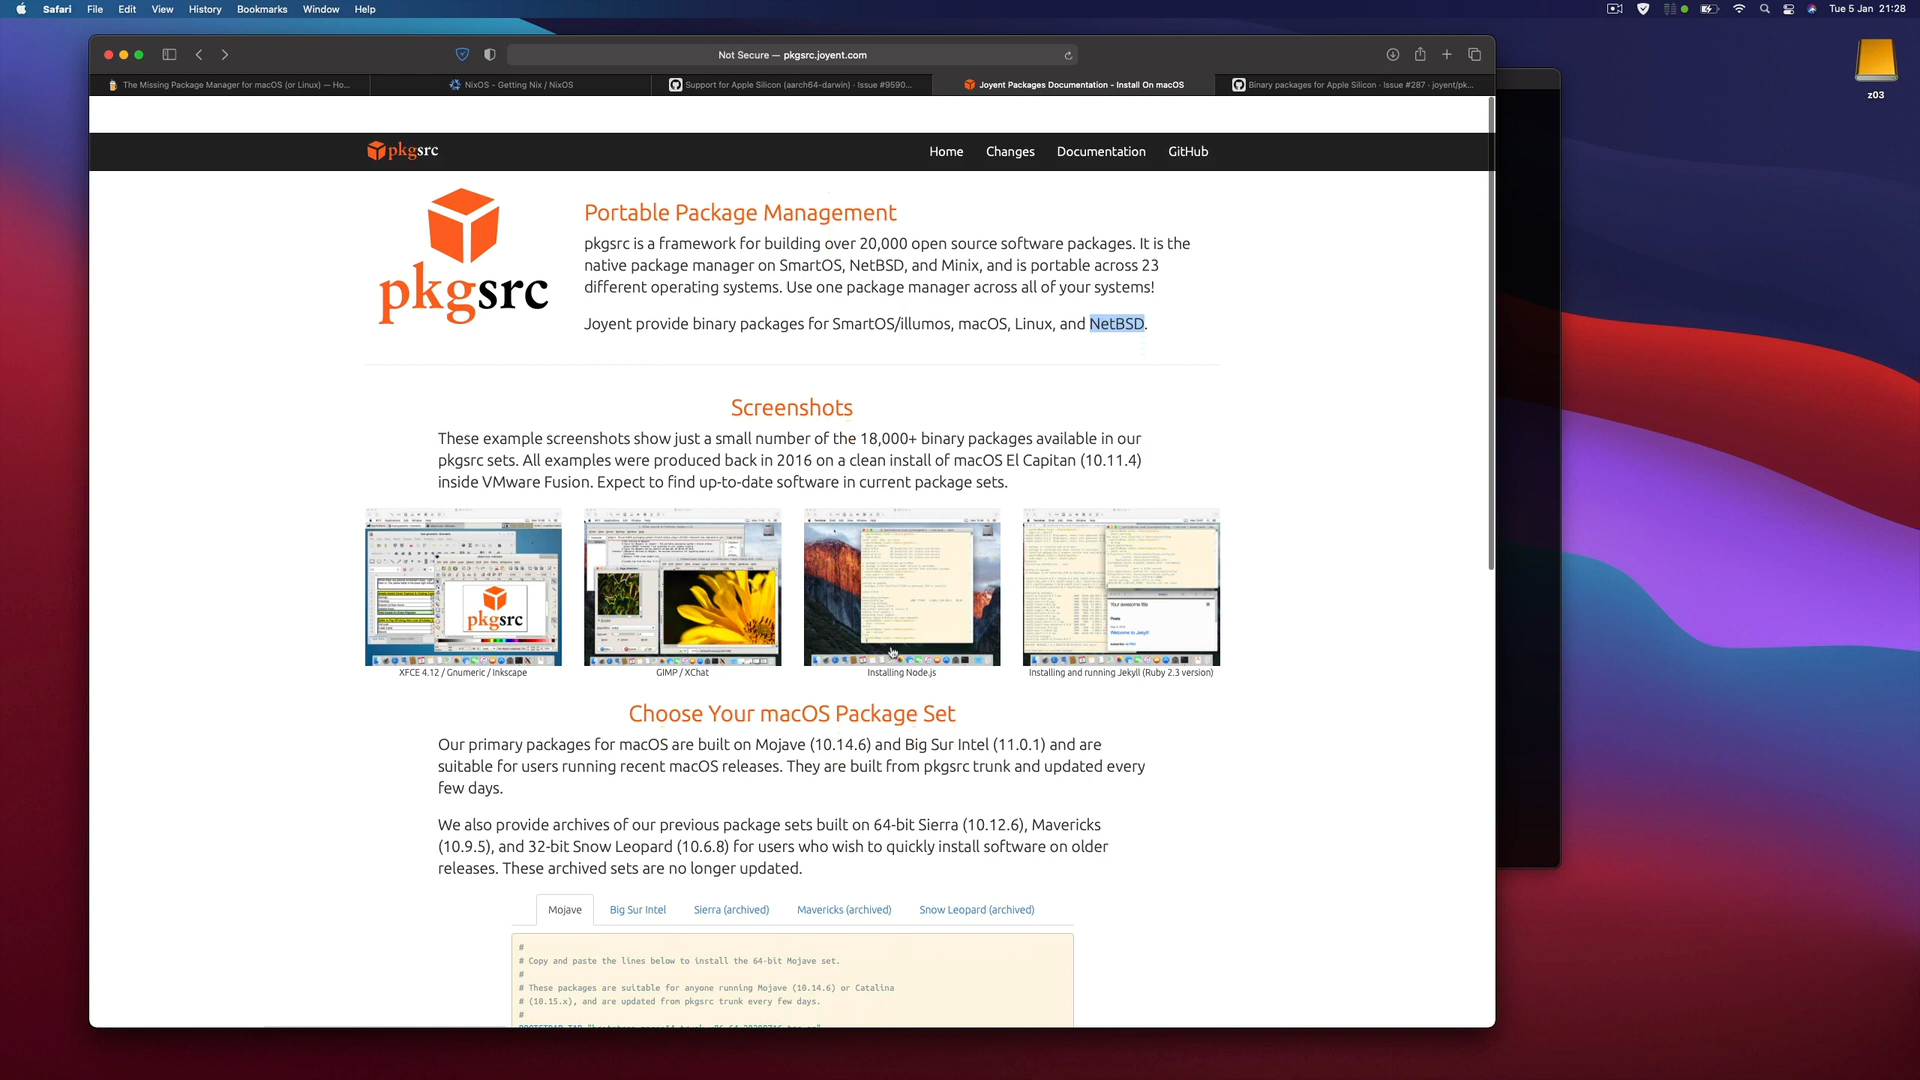 Safari File Edit View History Bookmarks Window Help
Tue 5 Jan 21:28
Not Secure — pkgsrc.joyent.com
The Missing Package Manager for macOS (or Linux) — Ho...
NixOS - Getting Nix / NixOS
Support for Apple Silicon (aarch64-darwin) · Issue #9590...
Joyent Packages Documentation - Install On macOS
Binary packages for Apple Silicon · Issue #287 · joyent/pk...
z03
pkgsrc
Home Changes Documentation GitHub
pkgsrc
Portable Package Management
pkgsrc is a framework for building over 20,000 open source software packages. It is the
native package manager on SmartOS, NetBSD, and Minix, and is portable across 23
different operating systems. Use one package manager across all of your systems!
Joyent provide binary packages for SmartOS/illumos, macOS, Linux, and NetBSD.
Screenshots
These example screenshots show just a small number of the 18,000+ binary packages available in our
pkgsrc sets. All examples were produced back in 2016 on a clean install of macOS El Capitan (10.11.4)
inside VMware Fusion. Expect to find up-to-date software in current package sets.
pkgsrc
XFCE 4.12 / Gnumeric / Inkscape
GIMP / XChat
Installing Node.js
Installing and running Jekyll (Ruby 2.3 version)
Choose Your macOS Package Set
Our primary packages for macOS are built on Mojave (10.14.6) and Big Sur Intel (11.0.1) and are
suitable for users running recent macOS releases. They are built from pkgsrc trunk and updated every
few days.
We also provide archives of our previous package sets built on 64-bit Sierra (10.12.6), Mavericks
(10.9.5), and 32-bit Snow Leopard (10.6.8) for users who wish to quickly install software on older
releases. These archived sets are no longer updated.
Mojave Big Sur Intel Sierra (archived) Mavericks (archived) Snow Leopard (archived)
#
# Copy and paste the lines below to install the 64-bit Mojave set.
#
# These packages are suitable for anyone running Mojave (10.14.6) or Catalina
# (10.15.x), and are updated from pkgsrc trunk every few days.
#